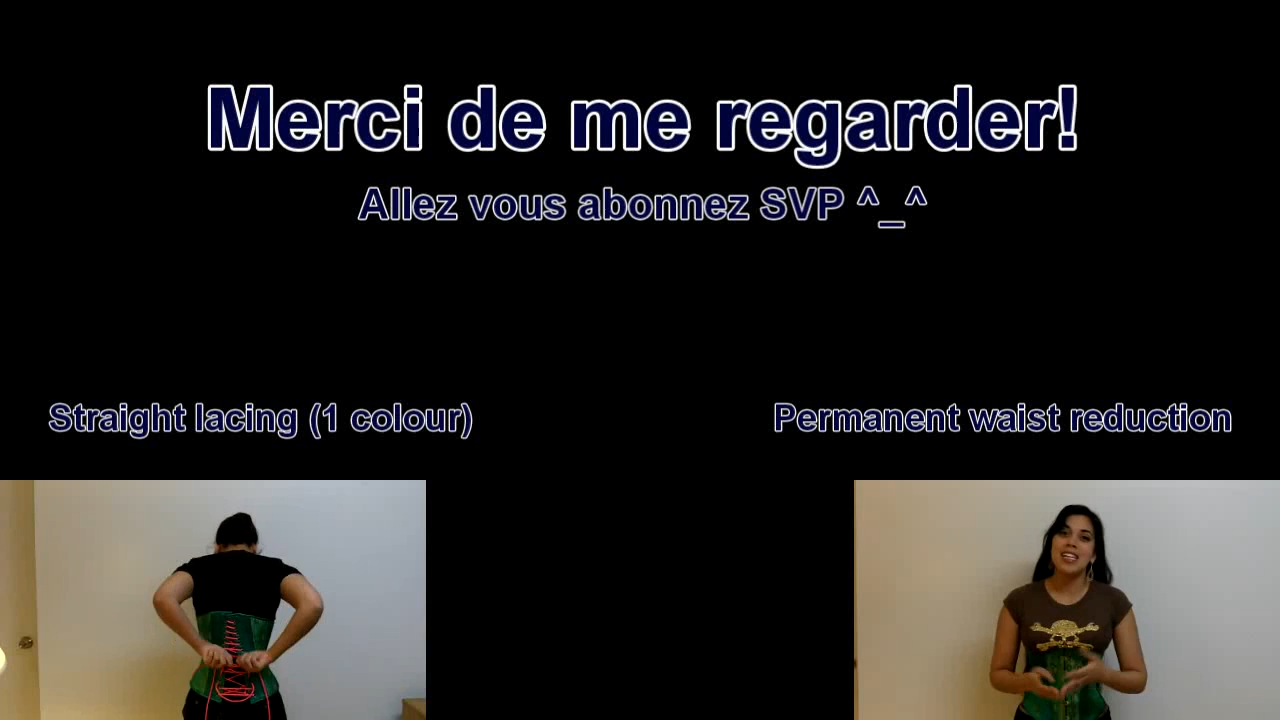 Merci de me regarder!
Allez vous abonnez SVP ^_^
Straight lacing (1 colour)
Permanent waist reduction